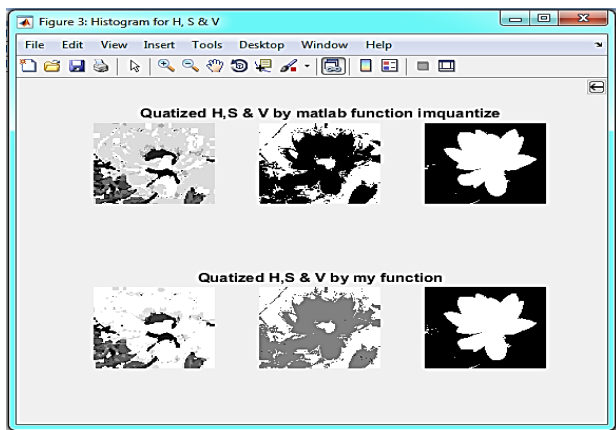 Figure 3: Histogram for H, S & V
File Edit View Insert Tools Desktop Window Help
Quatized H,S & V by matlab function imquantize
Quatized H,S & V by my function